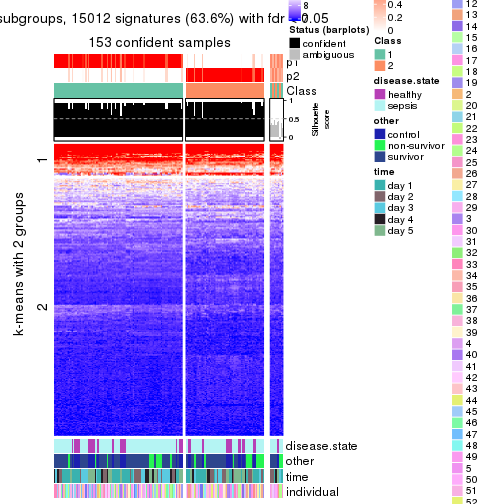 subgroups, 15012 signatures (63.6%) with fdr < 0.05
153 confident samples
p1
p2
Class
1
0.5
0
Silhouette
score
k-means with 2 groups
1
2
disease.state
other
time
individual
8
Status (barplots)
confident
ambiguous
0.4
0.2
0
Class
1
2
disease.state
healthy
sepsis
other
control
non-survivor
survivor
time
day 1
day 2
day 3
day 4
day 5
12
13
14
15
16
17
18
19
2
20
21
22
23
24
25
26
27
28
29
3
30
31
32
33
34
35
36
37
38
39
4
40
41
42
43
44
45
46
47
48
49
5
50
51
52